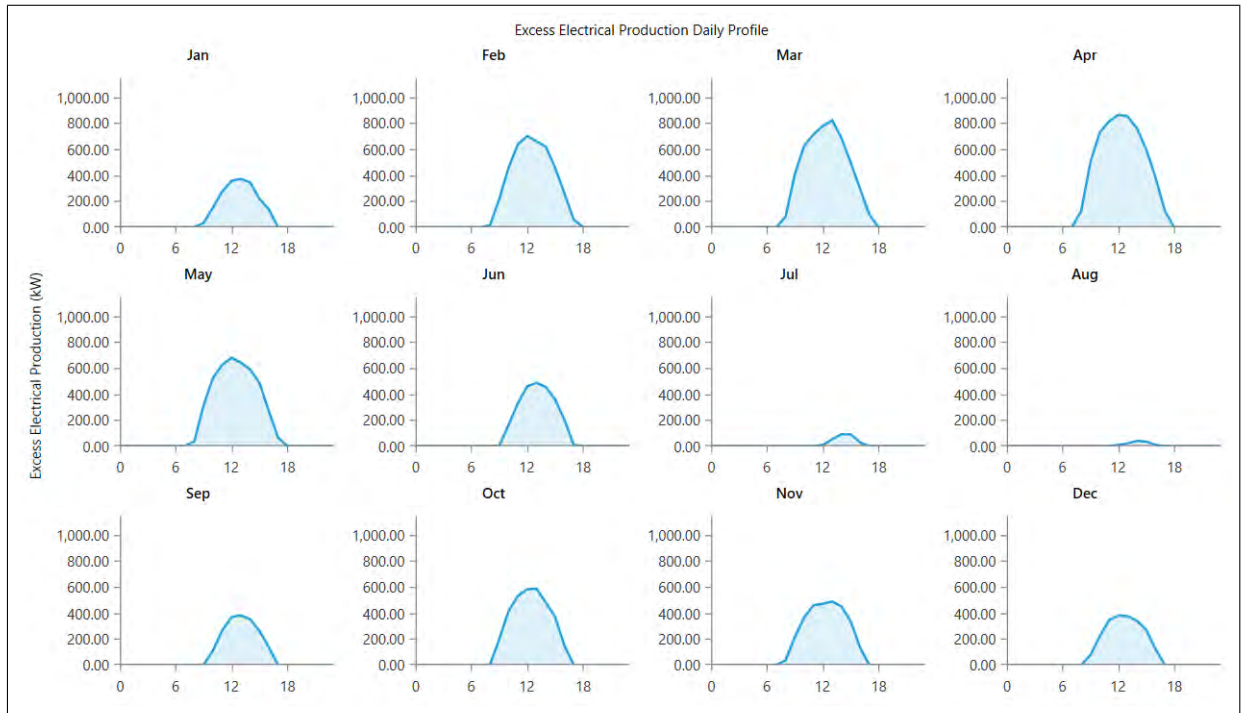 Excess Electrical Production Daily Profile
Jan Feb Mar Apr
1,000.00 1,000.00 1,000.00 1,000.00
800.00 800.00 800.00 800.00
600.00 600.00 600.00 600.00
400.00 400.00 400.00 400.00
200.00 200.00 200.00 200.00
0.00 0.00 0.00 0.00
0 6 12 18 0 6 12 18 0 6 12 18 0 6 12 18
Excess Electrical Production (kW)
May Jun Jul Aug
1,000.00 1,000.00 1,000.00 1,000.00
800.00 800.00 800.00 800.00
600.00 600.00 600.00 600.00
400.00 400.00 400.00 400.00
200.00 200.00 200.00 200.00
0.00 0.00 0.00 0.00
0 6 12 18 0 6 12 18 0 6 12 18 0 6 12 18
Sep Oct Nov Dec
1,000.00 1,000.00 1,000.00 1,000.00
800.00 800.00 800.00 800.00
600.00 600.00 600.00 600.00
400.00 400.00 400.00 400.00
200.00 200.00 200.00 200.00
0.00 0.00 0.00 0.00
0 6 12 18 0 6 12 18 0 6 12 18 0 6 12 18